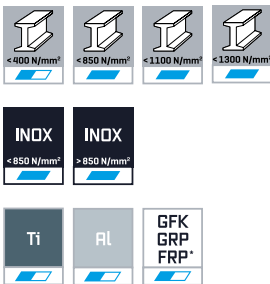 <400 N/mm² <850 N/mm² <1100 N/mm² <1300 N/mm²
INOX INOX
<850 N/mm² >850 N/mm²
Ti Al GFK
GRP
FRP*